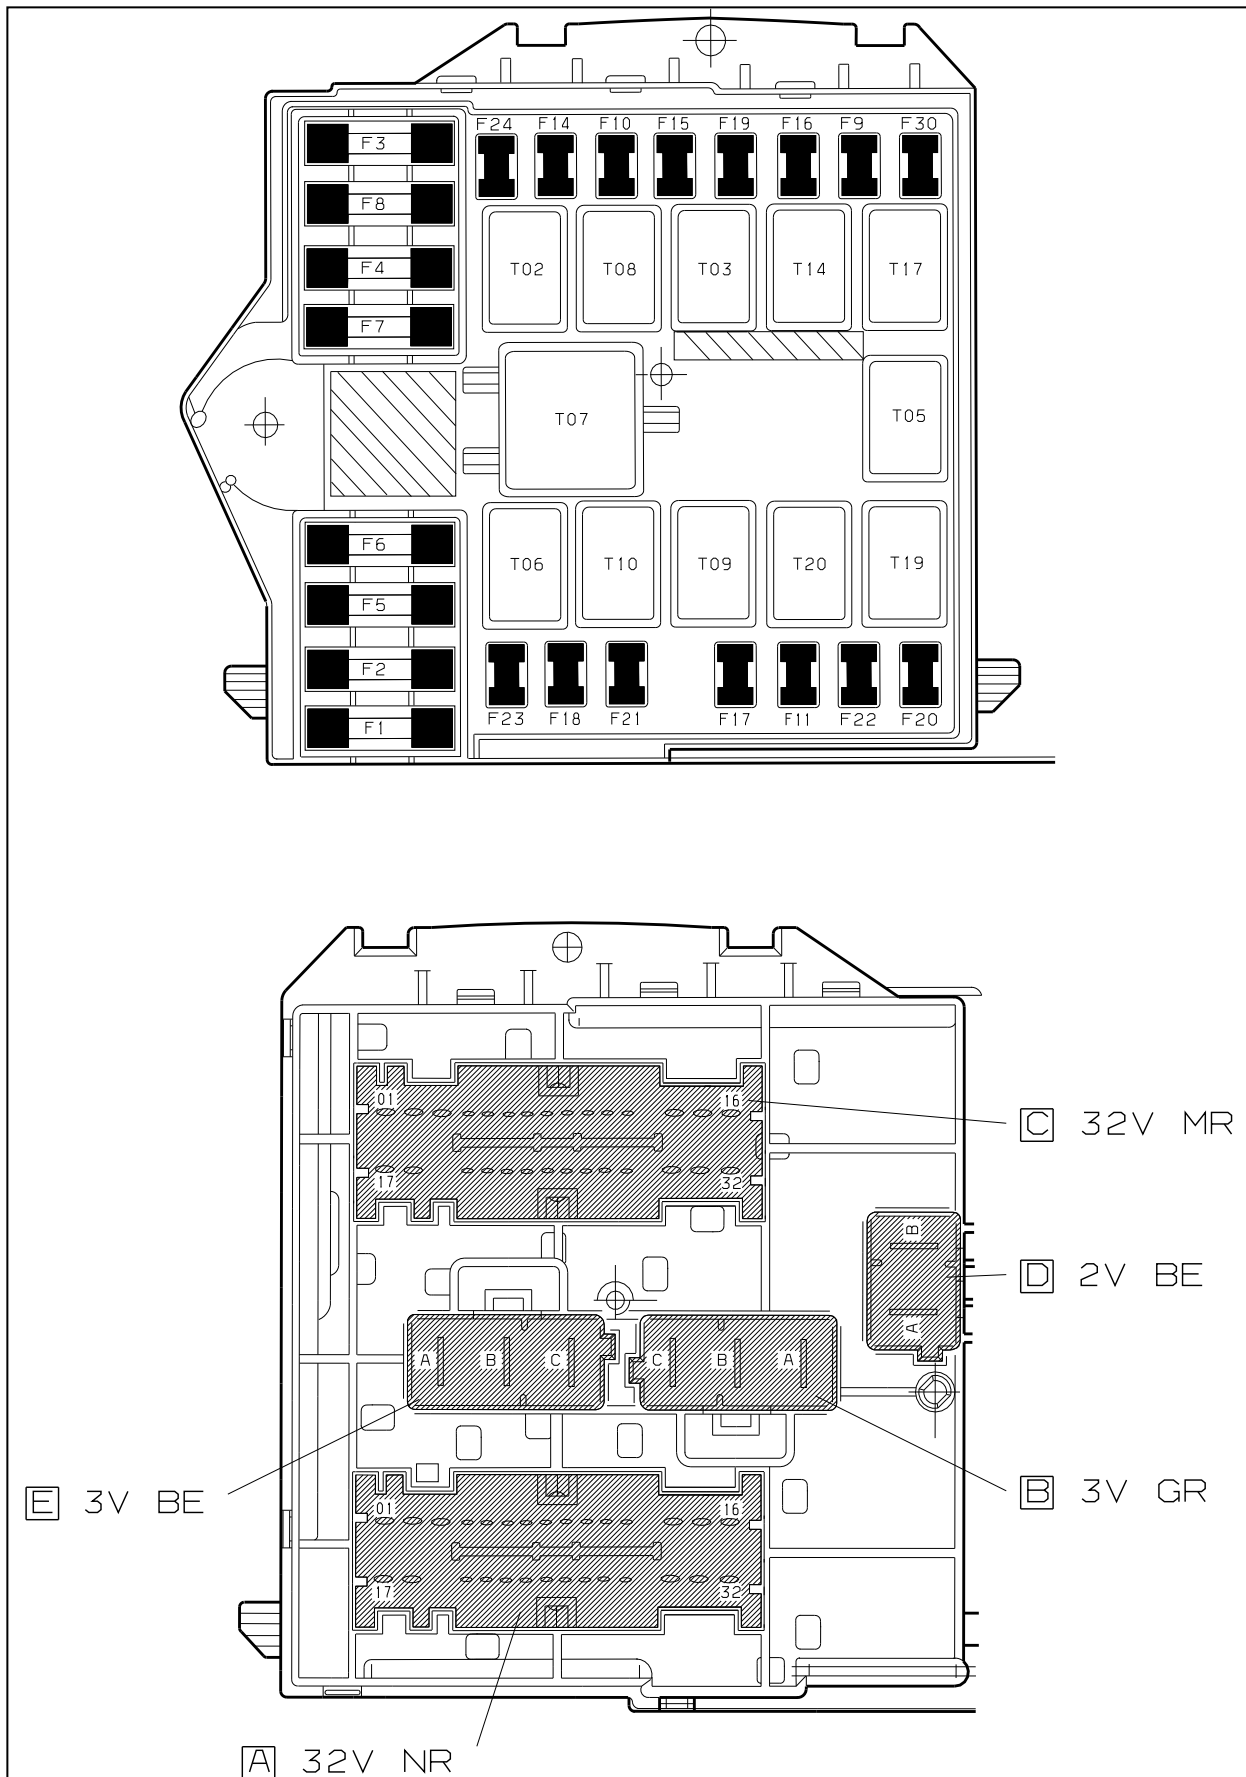 F24 F14 F10 F15 F19 F16 F9 F30
F3
F8
F4
F7
T02 T08 T03 T14 T17
T07
T05
F6
F5
F2
F1
T06 T10 T09 T20 T19
F23 F18 F21 F17 F11 F22 F20
01 16
17 32
C 32V MR
B
A
D 2V BE
A B C
C B A
E 3V BE
B 3V GR
01 16
17 32
A 32V NR